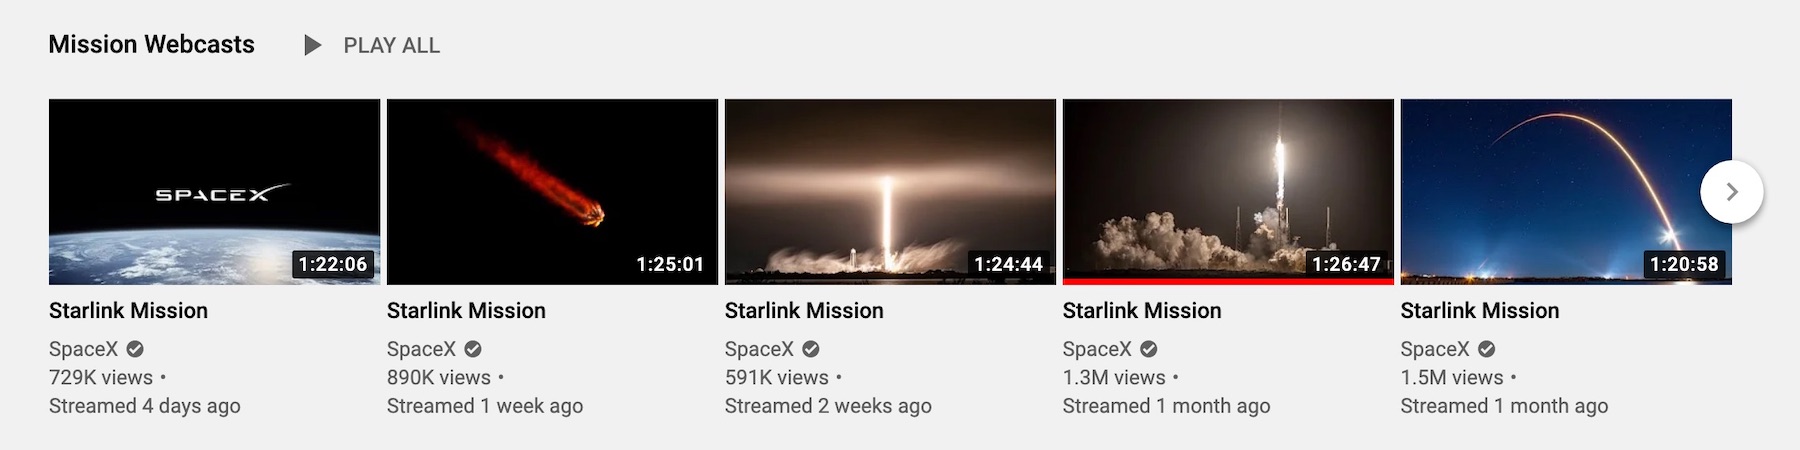 Mission Webcasts PLAY ALL
SPACEX
1:22:06
1:25:01
1:24:44
1:26:47
1:20:58
Starlink Mission
SpaceX
729K views •
Streamed 4 days ago
Starlink Mission
SpaceX
890K views •
Streamed 1 week ago
Starlink Mission
SpaceX
591K views •
Streamed 2 weeks ago
Starlink Mission
SpaceX
1.3M views •
Streamed 1 month ago
Starlink Mission
SpaceX
1.5M views •
Streamed 1 month ago